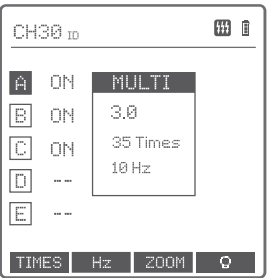 CH30 ID
A ON
B ON
C ON
D --
E --
MULTI
3.0
35 Times
10 Hz
TIMES Hz ZOOM